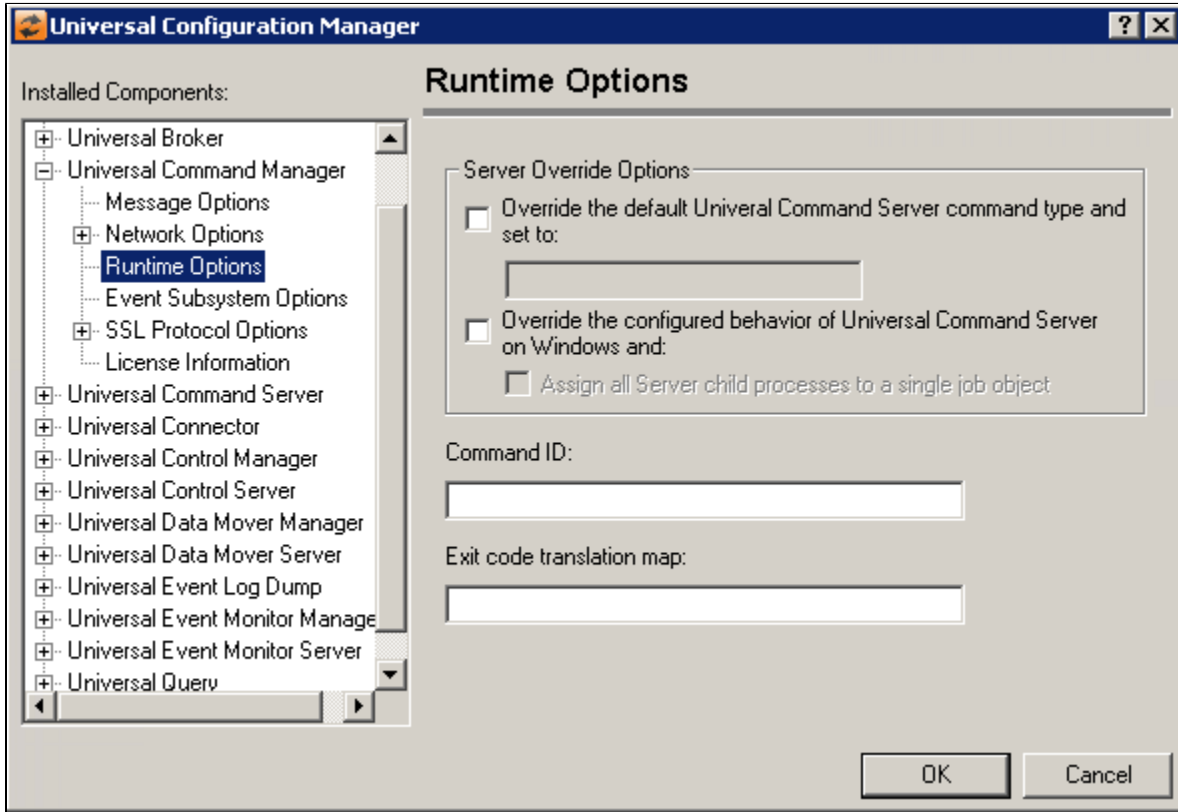 Universal Configuration Manager
Installed Components:
Universal Broker
Universal Command Manager
Message Options
Network Options
Runtime Options
Event Subsystem Options
SSL Protocol Options
License Information
Universal Command Server
Universal Connector
Universal Control Manager
Universal Control Server
Universal Data Mover Manager
Universal Data Mover Server
Universal Event Log Dump
Universal Event Monitor Manage
Universal Event Monitor Server
Universal Query
Runtime Options
Server Override Options
Override the default Univeral Command Server command type and
set to:
Override the configured behavior of Universal Command Server
on Windows and:
Assign all Server child processes to a single job object
Command ID:
Exit code translation map:
OK
Cancel